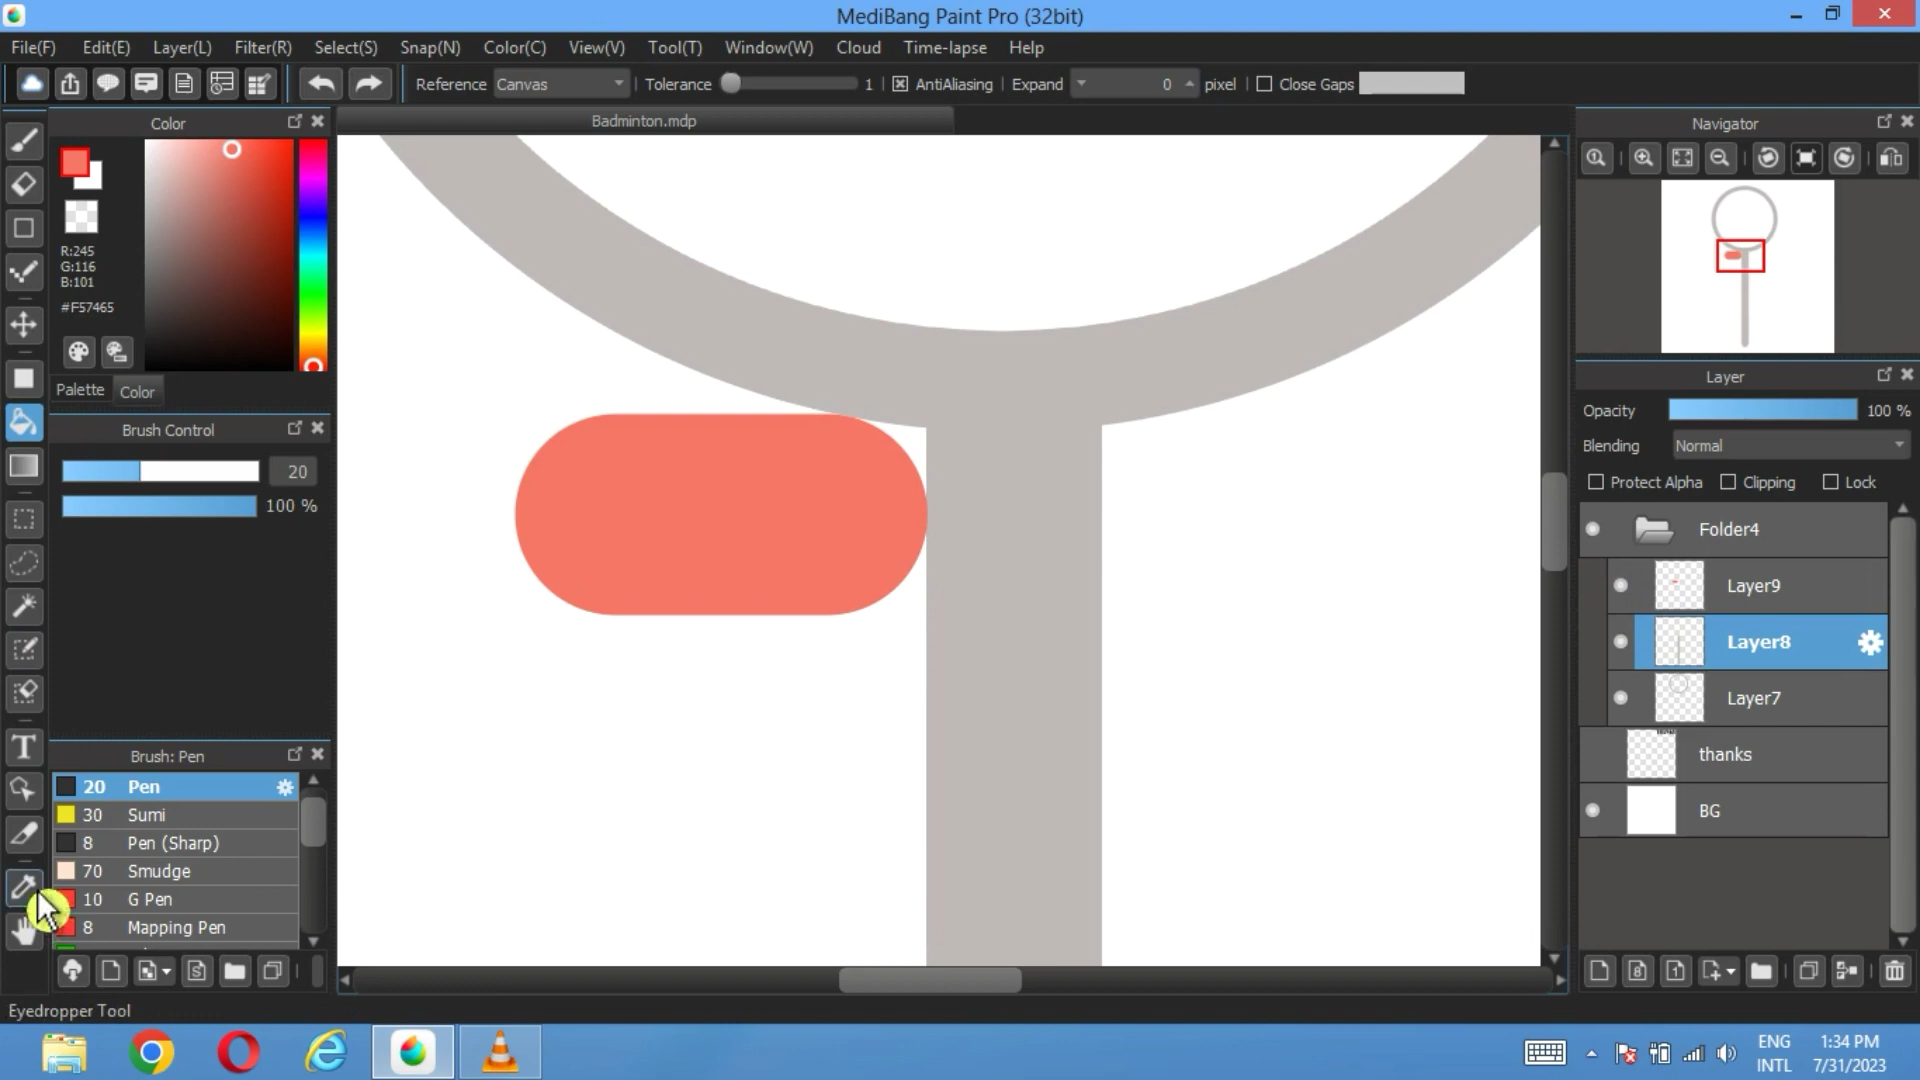 MediBang Paint Pro (32bit)
File(F) Edit(E) Layer(L) Filter(R) Select(S) Snap(N) Color(C) View(V) Tool(T) Window(W) Cloud Time-lapse Help
Reference Canvas Tolerance 1 AntiAliasing Expand 0 pixel Close Gaps
Color
Badminton.mdp
Navigator
R:245
G:116
B:101
#F57465
Palette Color
Brush Control
20
100 %
Brush: Pen
20 Pen
30 Sumi
8 Pen (Sharp)
70 Smudge
10 G Pen
8 Mapping Pen
Layer
Opacity 100 %
Blending Normal
Protect Alpha Clipping Lock
Folder4
Layer9
Layer8
Layer7
thanks
BG
Eyedropper Tool
ENG 1:34 PM
INTL 7/31/2023